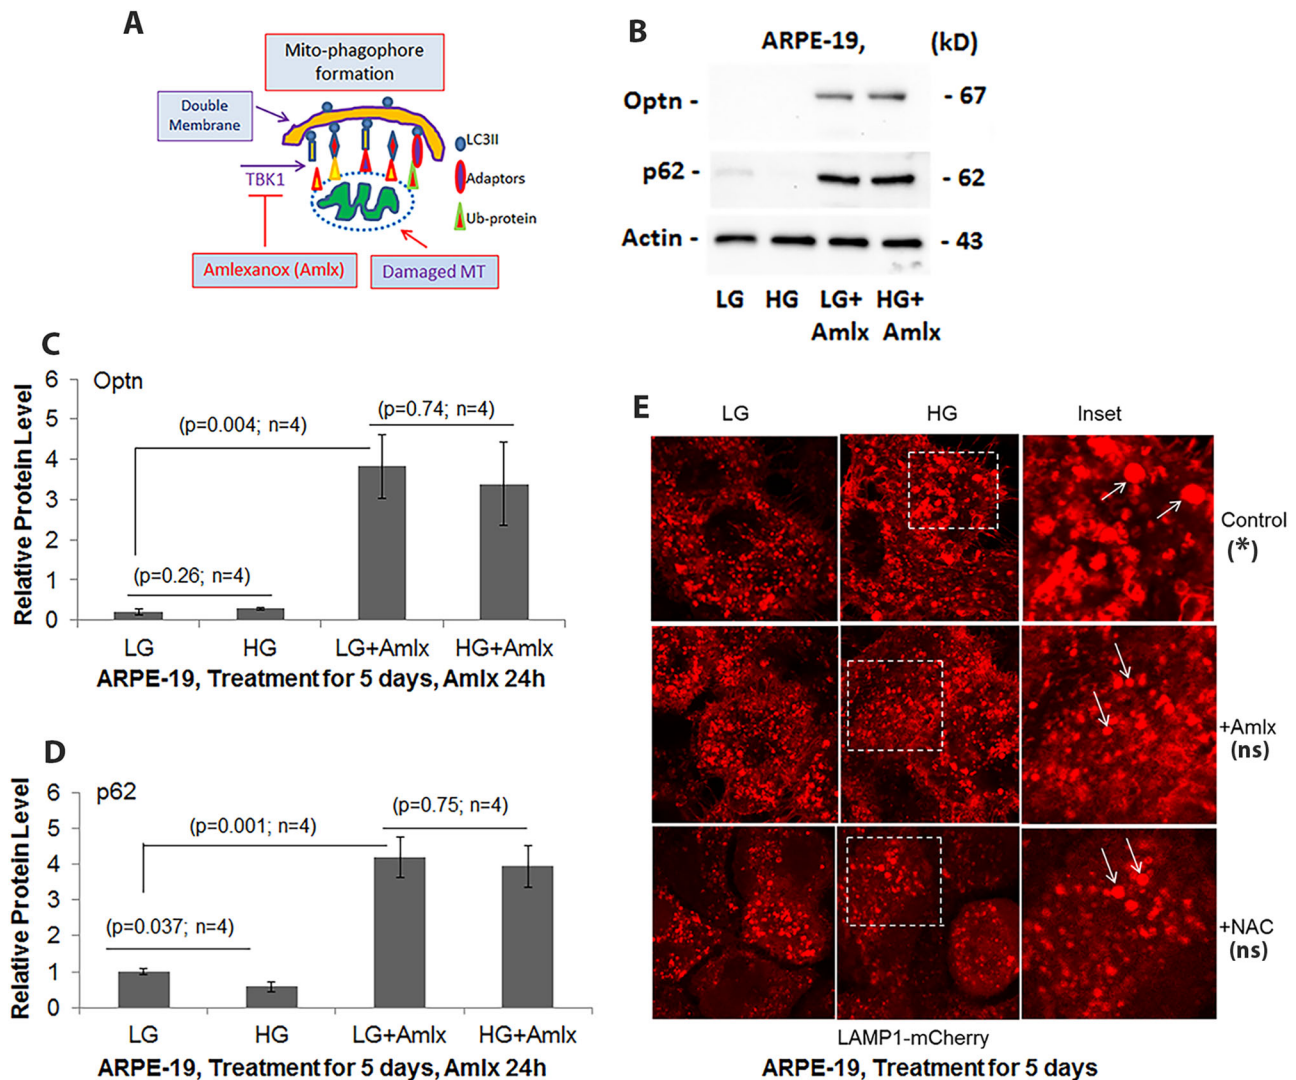 A
Mito-phagophore
formation
Double
Membrane
LC3II
TBK1
Adaptors
Ub-protein
Amlexanox (Amlx)
Damaged MT
B
ARPE-19, (kD)
Optn - - 67
p62 - - 62
Actin - - 43
LG HG LG+ HG+
Amlx Amlx
C
Optn
Relative Protein Level
6
5
4
3
2
1
0
(p=0.004; n=4)
(p=0.74; n=4)
(p=0.26; n=4)
LG HG LG+Amlx HG+Amlx
ARPE-19, Treatment for 5 days, Amlx 24h
D
p62
Relative Protein Level
6
5
4
3
2
1
0
(p=0.001; n=4)
(p=0.75; n=4)
(p=0.037; n=4)
LG HG LG+Amlx HG+Amlx
ARPE-19, Treatment for 5 days, Amlx 24h
E
LG HG Inset
Control
(*)
+Amlx
(ns)
+NAC
(ns)
LAMP1-mCherry
ARPE-19, Treatment for 5 days